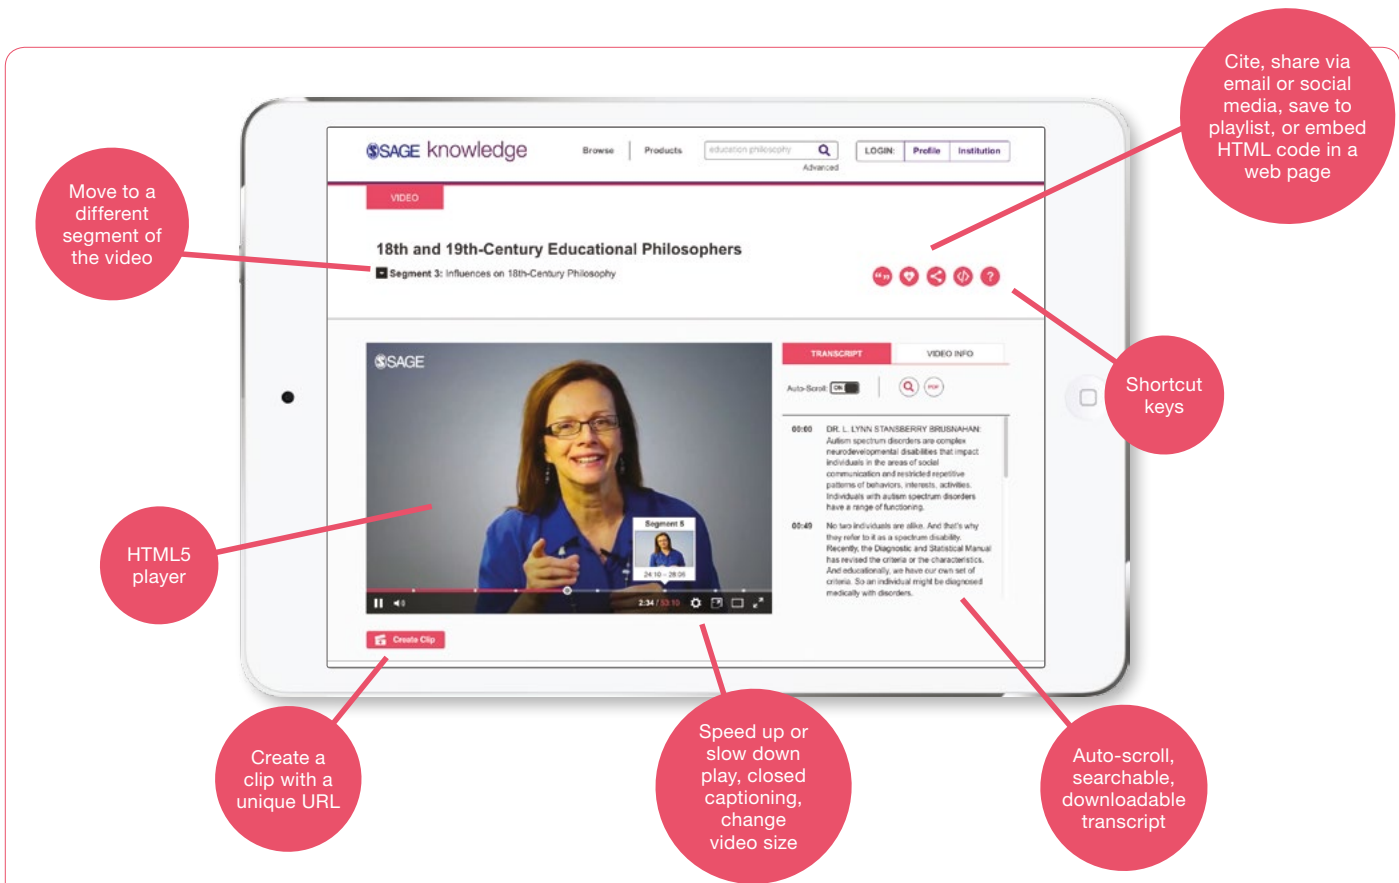 Cite, share via
email or social
media, save to
playlist, or embed
HTML code in a
web page
SAGE knowledge
Browse
Products
education philosophy
Advanced
LOGIN:
Profile
Institution
VIDEO
Move to a
different
segment of
the video
18th and 19th-Century Educational Philosophers
Segment 3: Influences on 18th-Century Philosophy
“ ”
</>
?
Shortcut
keys
SAGE
TRANSCRIPT
VIDEO INFO
Auto-Scroll:
ON
PDF
00:00
DR. L. LYNN STANSBERRY BRUSNAHAN:
Autism spectrum disorders are complex
neurodevelopmental disabilities that impact
individuals in the areas of social
communication and restricted repetitive
patterns of behaviors, interests, activities.
Individuals with autism spectrum disorders
have a range of functioning.
00:49
No two individuals are alike. And that's why
they refer to it as a spectrum disability.
Recently, the Diagnostic and Statistical Manual
has revised the criteria or the characteristics.
And educationally, we have our own set of
criteria. So an individual might be diagnosed
medically with disorders.
HTML5
player
Segment 5
24:10 – 28:05
2:34 / 53:10
Create Clip
Create a
clip with a
unique URL
Speed up or
slow down
play, closed
captioning,
change
video size
Auto-scroll,
searchable,
downloadable
transcript